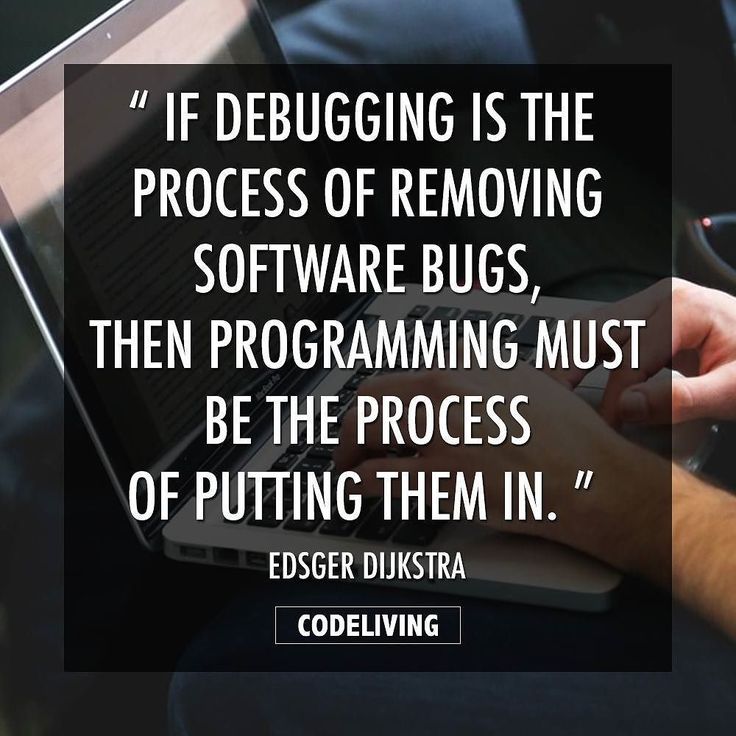 “ IF DEBUGGING IS THE
PROCESS OF REMOVING
SOFTWARE BUGS,
THEN PROGRAMMING MUST
BE THE PROCESS
OF PUTTING THEM IN. ”
EDSGER DIJKSTRA
CODELIVING